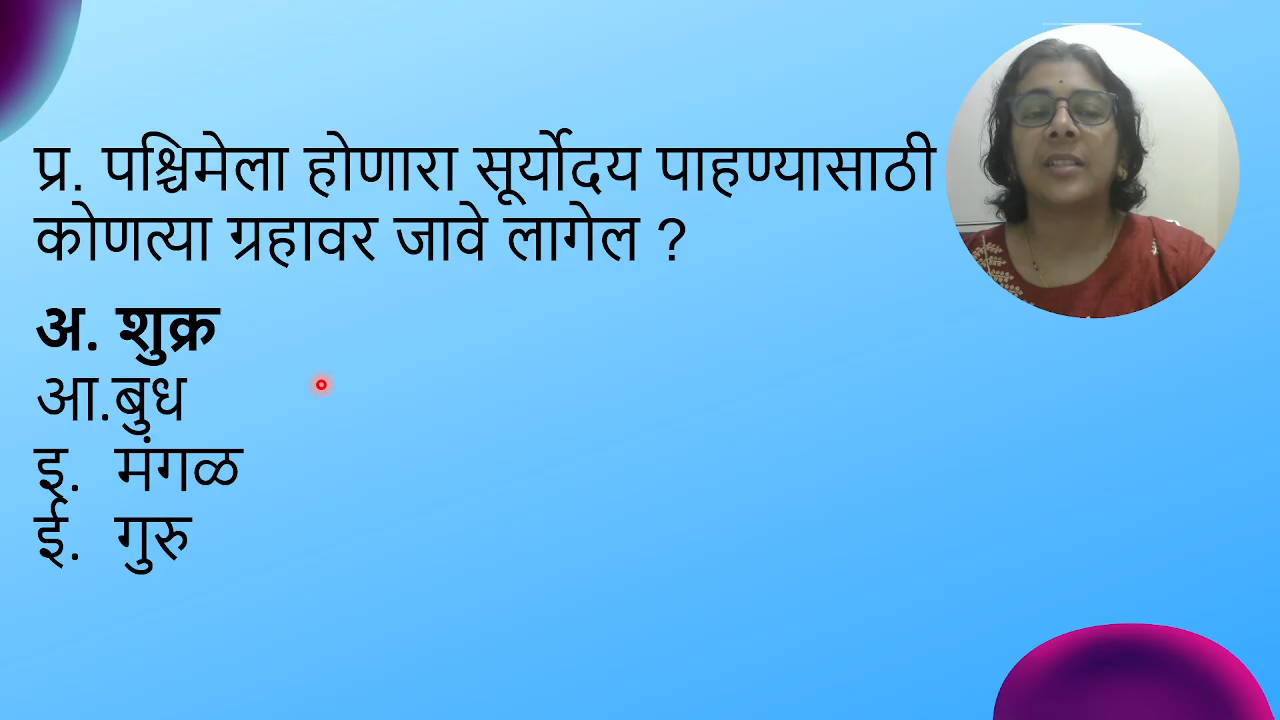 प्र. पश्चिमेला होणारा सूर्योदय पाहण्यासाठी
कोणत्या ग्रहावर जावे लागेल ?
अ. शुक्र
आ.बुध
इ. मंगळ
ई. गुरु